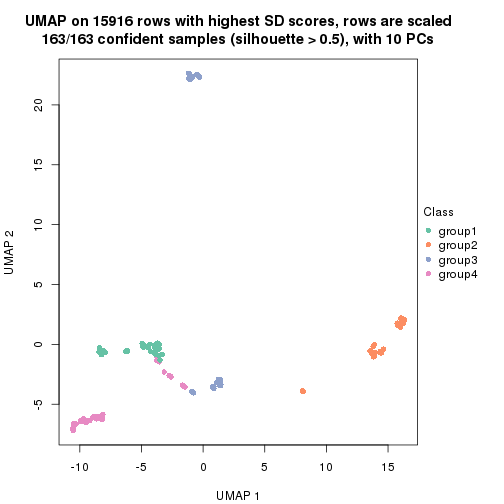 UMAP on 15916 rows with highest SD scores, rows are scaled
163/163 confident samples (silhouette > 0.5), with 10 PCs
20
15
10
5
0
-5
UMAP 2
-10
-5
0
5
10
15
UMAP 1
Class
group1
group2
group3
group4